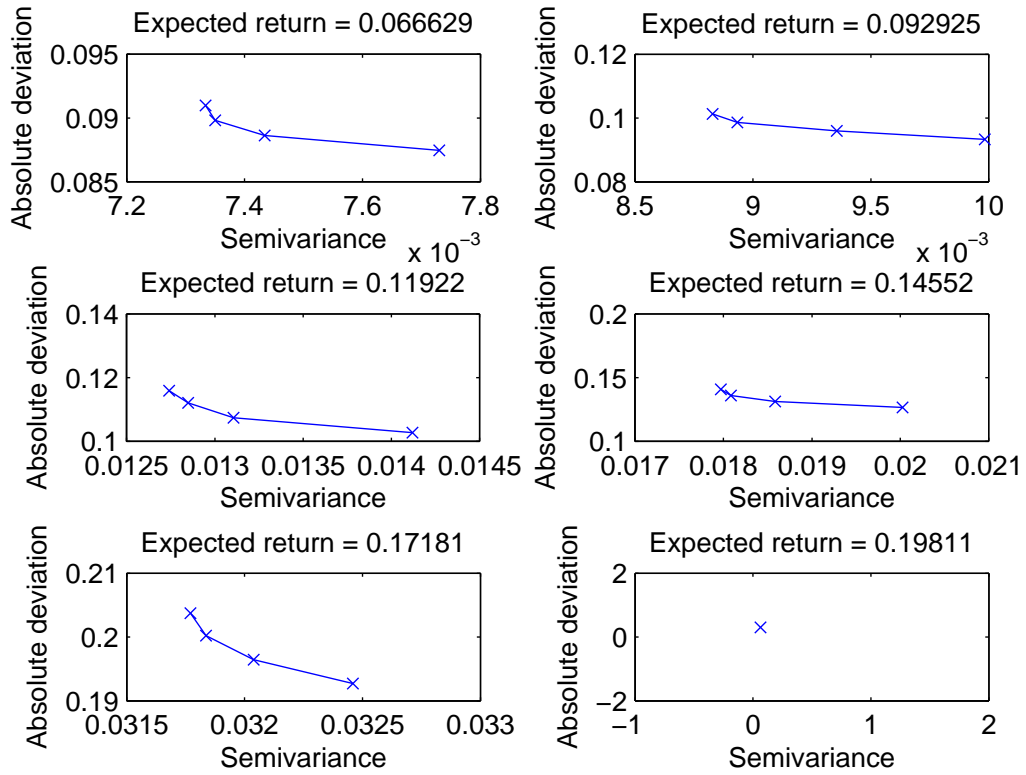 Expected return = 0.066629
Absolute deviation
0.095
0.09
0.085
7.2 7.4 7.6 7.8
x 10−3
Semivariance
Expected return = 0.092925
Absolute deviation
0.12
0.1
0.08
8.5 9 9.5 10
x 10−3
Semivariance
Expected return = 0.11922
Absolute deviation
0.14
0.12
0.1
0.0125 0.013 0.0135 0.014 0.0145
Semivariance
Expected return = 0.14552
Absolute deviation
0.2
0.15
0.1
0.017 0.018 0.019 0.02 0.021
Semivariance
Expected return = 0.17181
Absolute deviation
0.21
0.2
0.19
0.0315 0.032 0.0325 0.033
Semivariance
Expected return = 0.19811
Absolute deviation
2
0
−2
−1 0 1 2
Semivariance